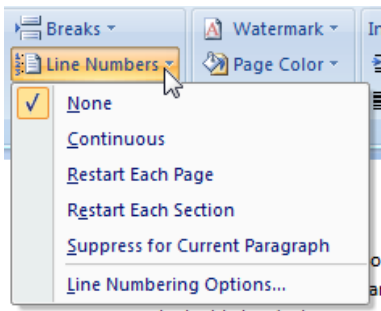 Breaks Watermark In
Line Numbers Page Color
None
Continuous
Restart Each Page
Restart Each Section
Suppress for Current Paragraph
Line Numbering Options...